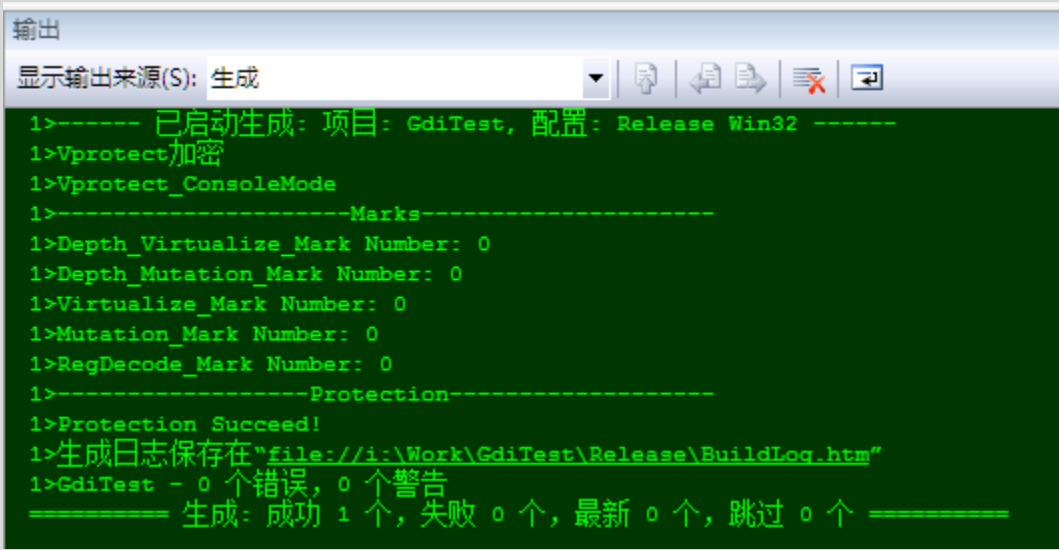 输出
显示输出来源(S): 生成
1>------ 已启动生成: 项目: GdiTest, 配置: Release Win32 ------
1>Vprotect加密
1>Vprotect_ConsoleMode
1>---------------------Marks---------------------
1>Depth_Virtualize_Mark Number: 0
1>Depth_Mutation_Mark Number: 0
1>Virtualize_Mark Number: 0
1>Mutation_Mark Number: 0
1>RegDecode_Mark Number: 0
1>------------------Protection-------------------
1>Protection Succeed!
1>生成日志保存在“file://i:\Work\GdiTest\Release\BuildLog.htm”
1>GdiTest - 0 个错误，0 个警告
========== 生成: 成功 1 个，失败 0 个，最新 0 个，跳过 0 个 ==========